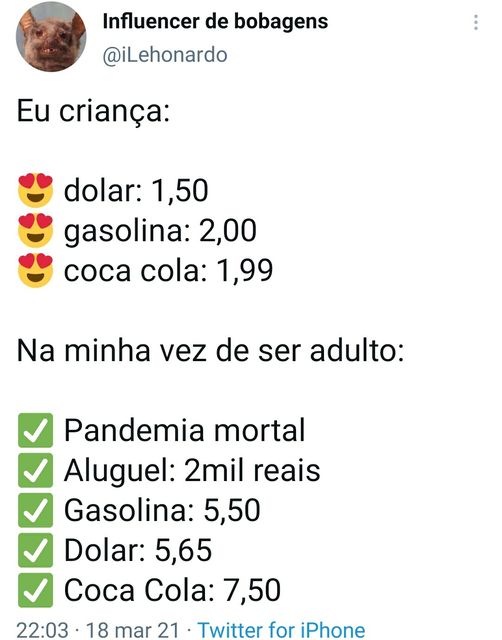 Influencer de bobagens
@iLehonardo
Eu criança:
😍 dolar: 1,50
😍 gasolina: 2,00
😍 coca cola: 1,99
Na minha vez de ser adulto:
✅ Pandemia mortal
✅ Aluguel: 2mil reais
✅ Gasolina: 5,50
✅ Dolar: 5,65
✅ Coca Cola: 7,50
22:03 · 18 mar 21 · Twitter for iPhone